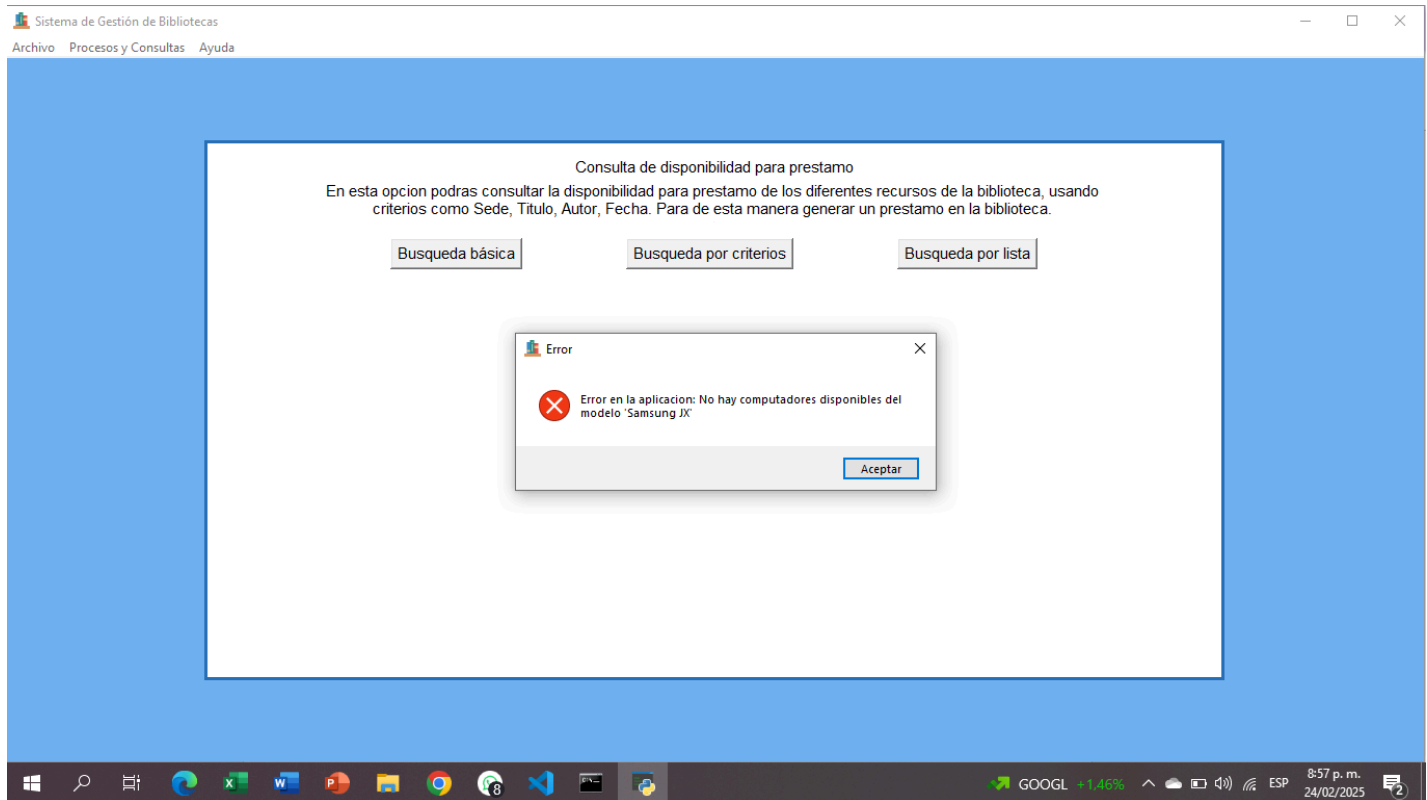 Sistema de Gestión de Bibliotecas
Archivo Procesos y Consultas Ayuda
Consulta de disponibilidad para prestamo
En esta opcion podras consultar la disponibilidad para prestamo de los diferentes recursos de la biblioteca, usando
criterios como Sede, Titulo, Autor, Fecha. Para de esta manera generar un prestamo en la biblioteca.
Busqueda básica
Busqueda por criterios
Busqueda por lista
Error
Error en la aplicacion: No hay computadores disponibles del
modelo 'Samsung JX'
Aceptar
GOOGL +1,46%
ESP
8:57 p. m.
24/02/2025
2
8